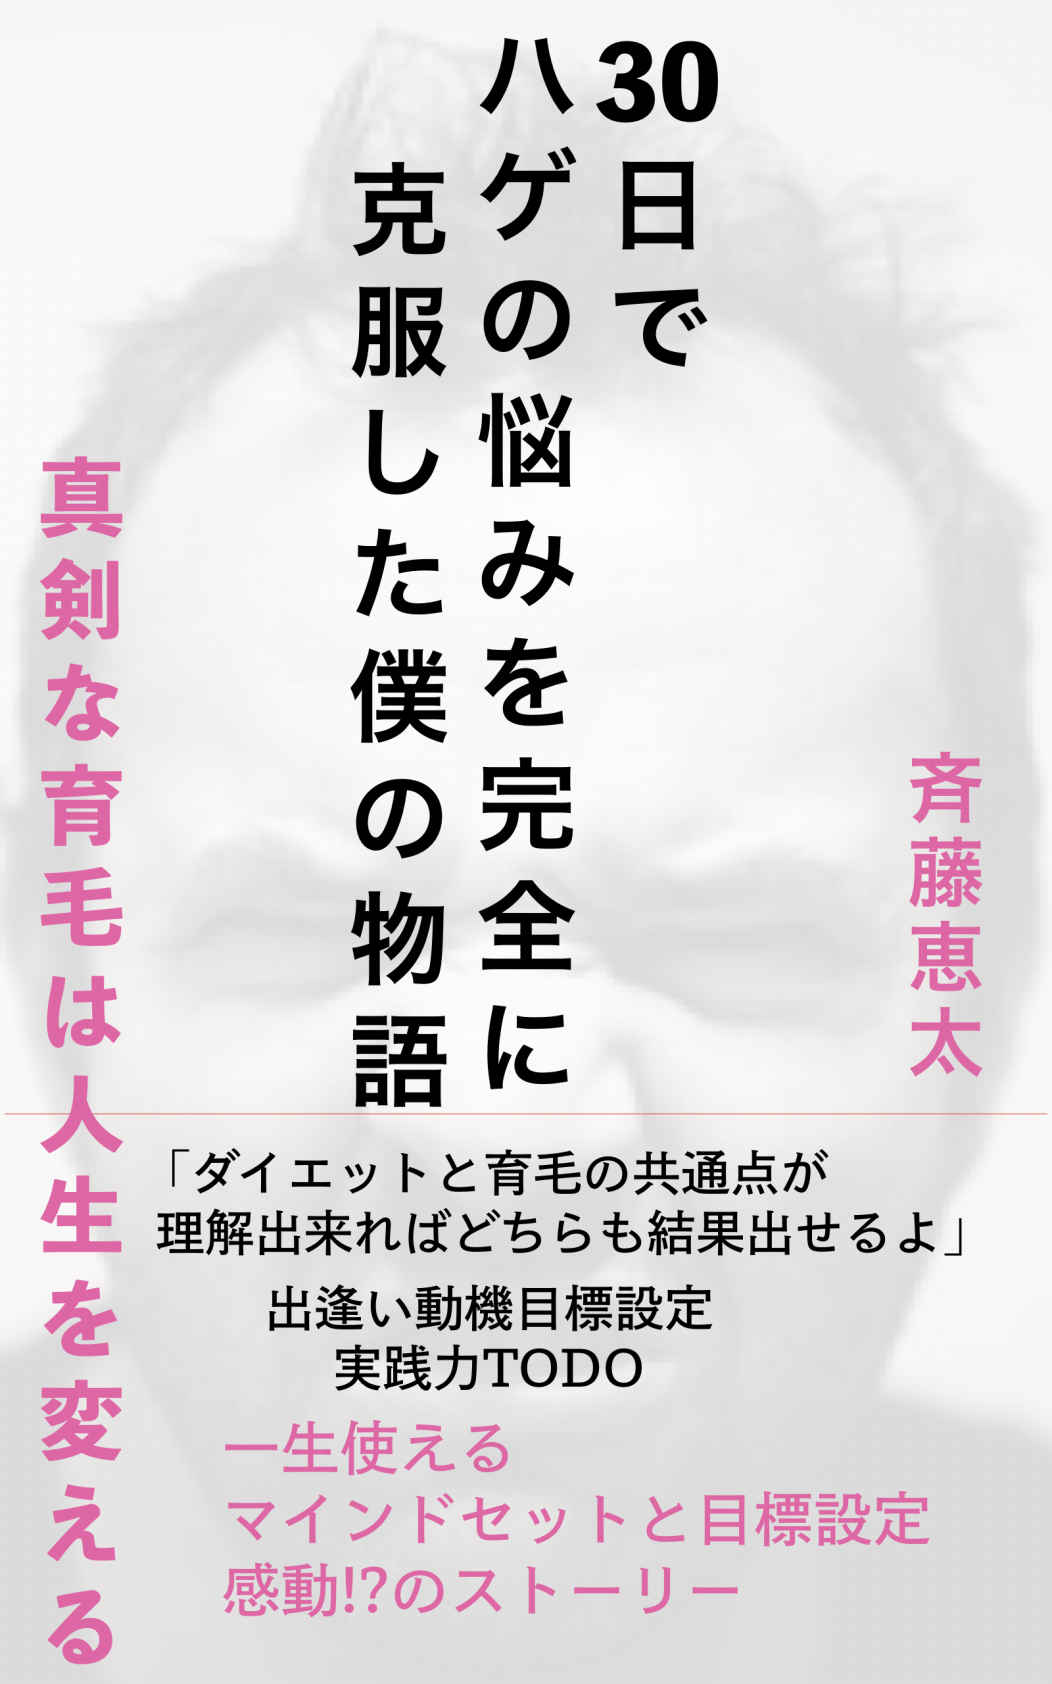 30日で
ハゲの悩みを完全に
克服した僕の物語
斉藤恵太
真剣な育毛は人生を変える
「ダイエットと育毛の共通点が
理解出来ればどちらも結果出せるよ」
出逢い動機目標設定
実践力TODO
一生使える
マインドセットと目標設定
感動!?のストーリー